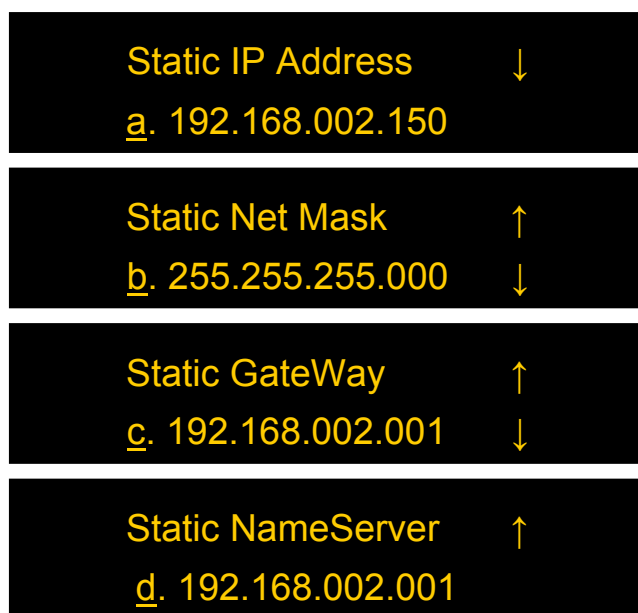 Static IP Address ↓
a. 192.168.002.150
Static Net Mask ↑
b. 255.255.255.000 ↓
Static GateWay ↑
c. 192.168.002.001 ↓
Static NameServer ↑
d. 192.168.002.001